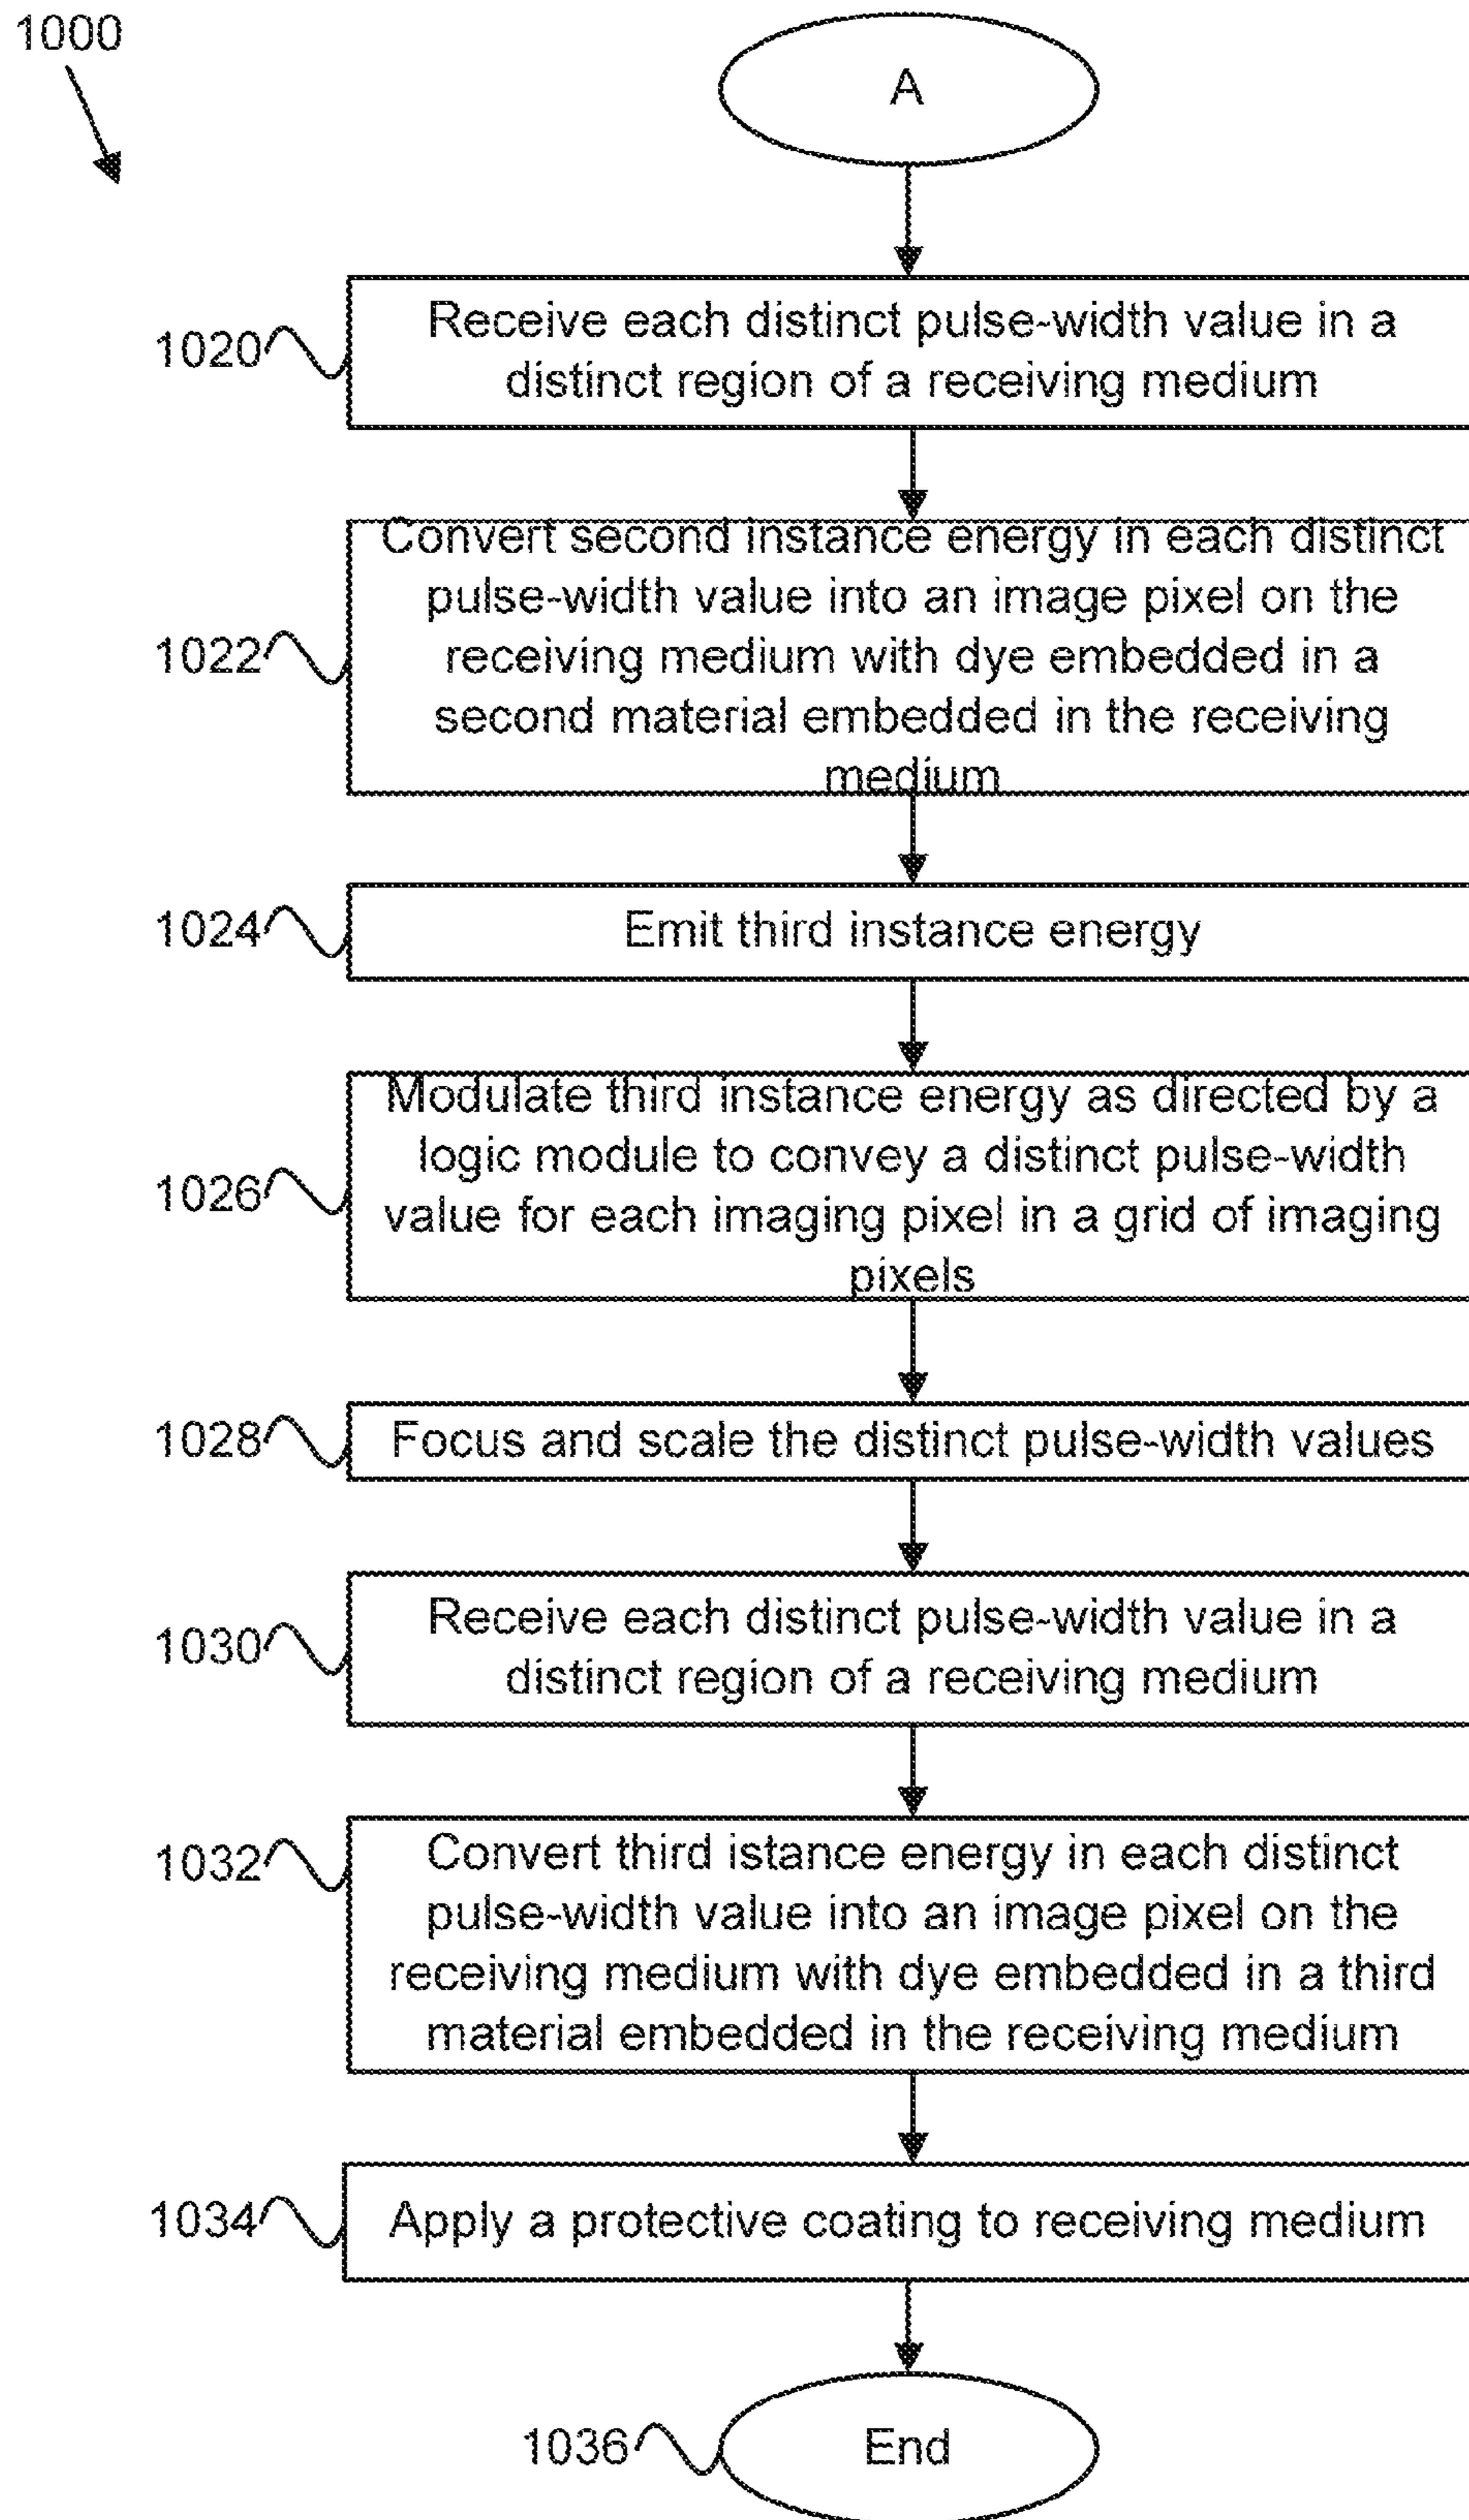 1000
A
1020
Receive each distinct pulse-width value in a
distinct region of a receiving medium
1022
Convert second instance energy in each distinct
pulse-width value into an image pixel on the
receiving medium with dye embedded in a
second material embedded in the receiving
medium
1024
Emit third instance energy
1026
Modulate third instance energy as directed by a
logic module to convey a distinct pulse-width
value for each imaging pixel in a grid of imaging
pixels
1028
Focus and scale the distinct pulse-width values
1030
Receive each distinct pulse-width value in a
distinct region of a receiving medium
1032
Convert third istance energy in each distinct
pulse-width value into an image pixel on the
receiving medium with dye embedded in a third
material embedded in the receiving medium
1034
Apply a protective coating to receiving medium
1036
End